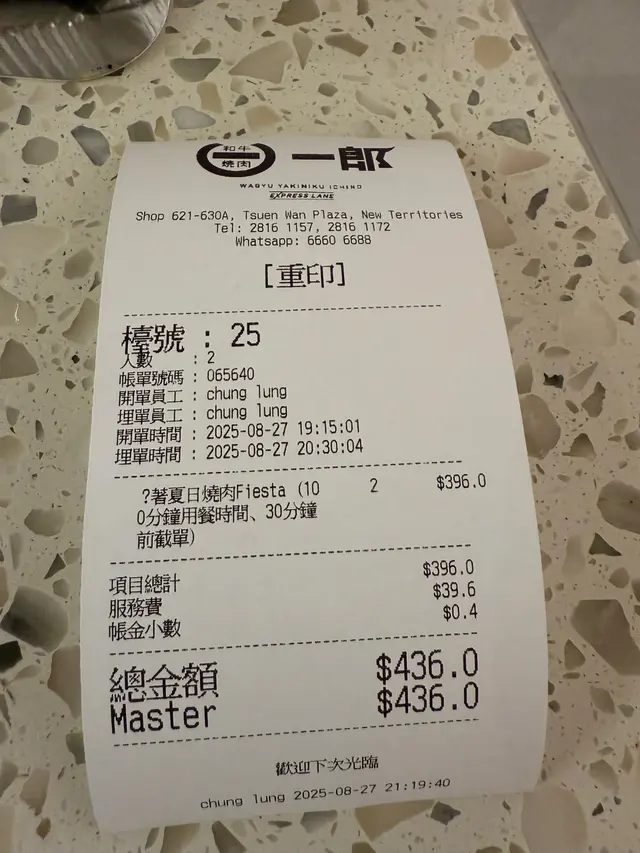 和牛
一
燒肉
一郎
WAGYU YAKINIKU ICHIRO
EXPRESS LANE
Shop 621-630A, Tsuen Wan Plaza, New Territories
Tel: 2816 1157, 2816 1172
Whatsapp: 6660 6688
[重印]
檯號 : 25
人數 : 2
帳單號碼 : 065640
開單員工 : chung lung
埋單員工 : chung lung
開單時間 : 2025-08-27 19:15:01
埋單時間 : 2025-08-27 20:30:04
?著夏日燒肉Fiesta (10 2 $396.0
0分鐘用餐時間、30分鐘
前截單)
項目總計 $396.0
服務費 $39.6
帳金小數 $0.4
總金額 $436.0
Master $436.0
歡迎下次光臨
chung lung 2025-08-27 21:19:40